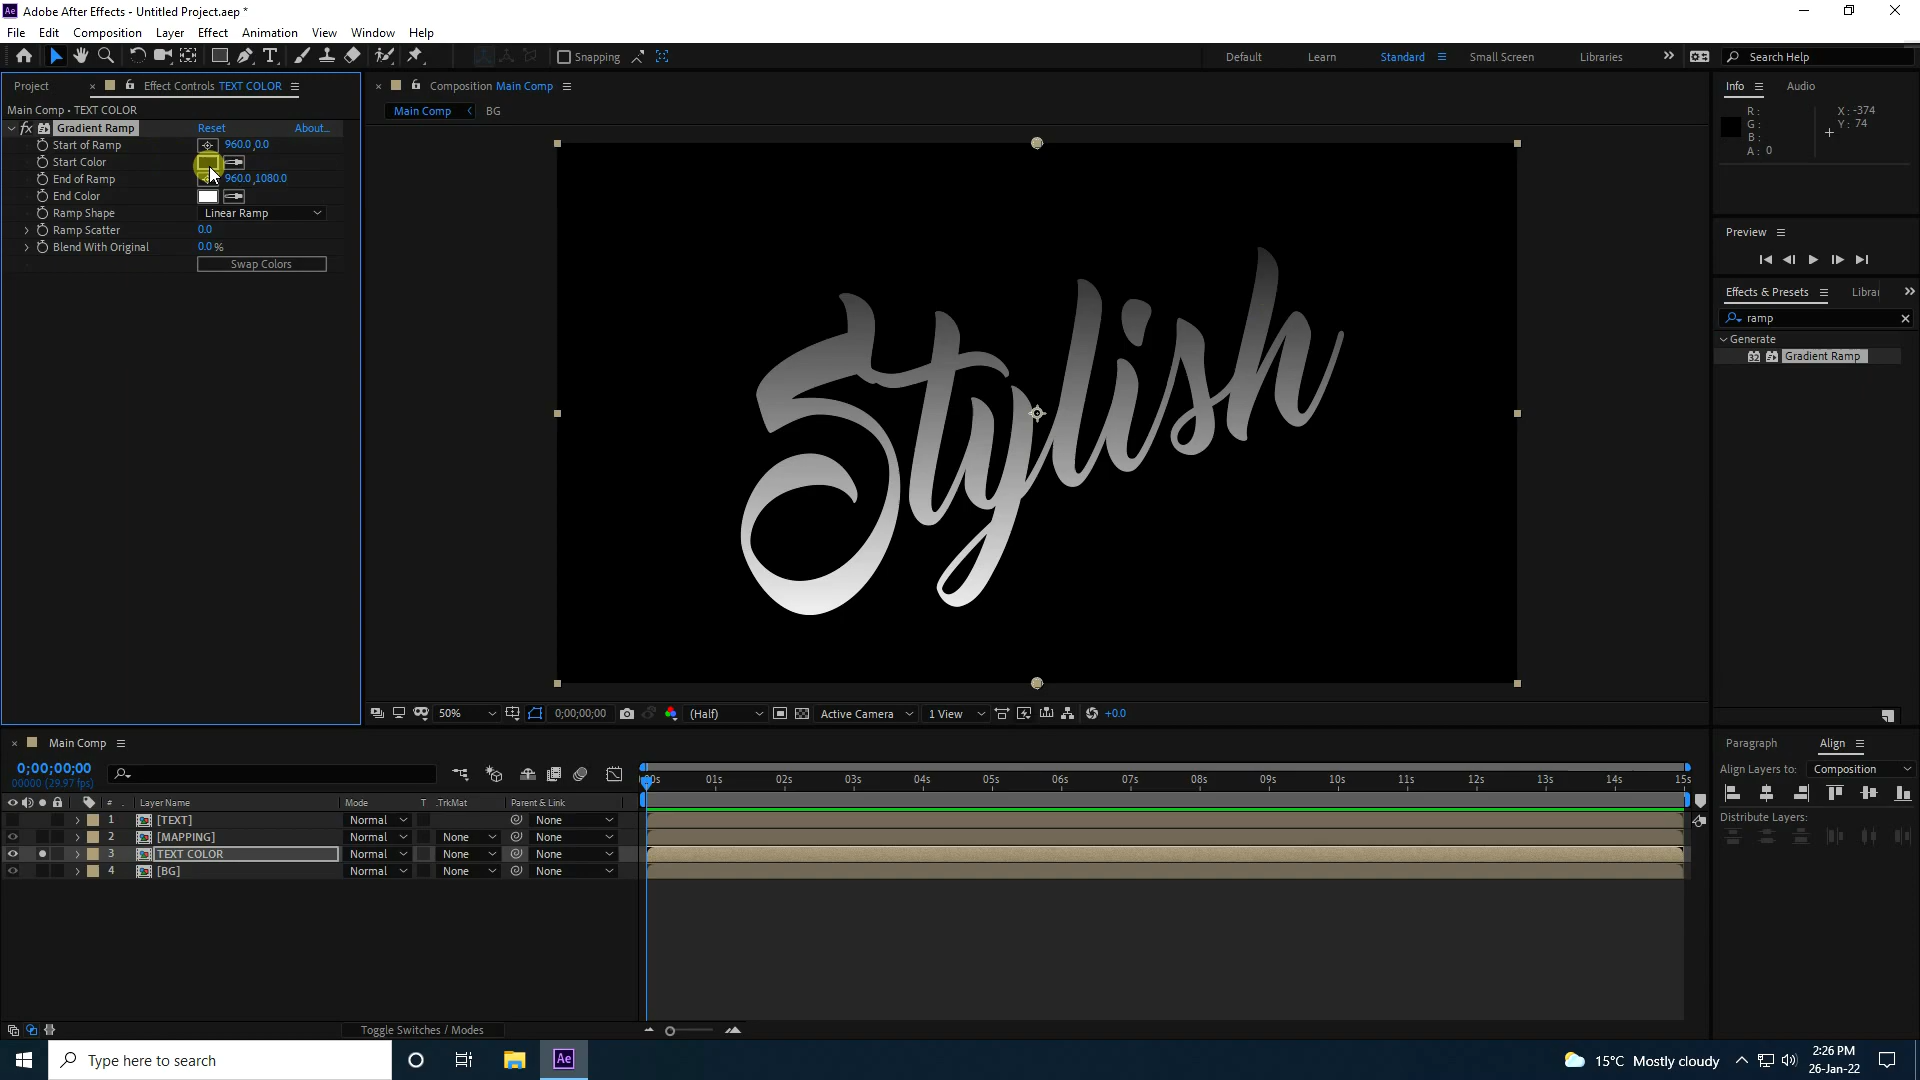 Adobe After Effects - Untitled Project.aep *
File Edit Composition Layer Effect Animation View Window Help
Snapping
Default Learn Standard Small Screen Libraries
Search Help
Project
Effect Controls TEXT COLOR
Main Comp • TEXT COLOR
fx Gradient Ramp Reset About...
Start of Ramp 960.0,0.0
Start Color
End of Ramp 960.0,1080.0
End Color
Ramp Shape Linear Ramp
Ramp Scatter 0.0
Blend With Original 0.0 %
Swap Colors
Composition Main Comp
Main Comp BG
Stylish
50% 0;00;00;00 (Half) Active Camera 1 View +0.0
Info Audio
R: X: -374
G: Y: 74
B:
A: 0
Preview
Effects & Presets Librar
ramp
Generate
32 Gradient Ramp
Main Comp
0;00;00;00
00000 (29.97 fps)
# Layer Name Mode T .TrkMat Parent & Link
1 [TEXT] Normal None
2 [MAPPING] Normal None None
3 TEXT COLOR Normal None None
4 [BG] Normal None None
01s 02s 03s 04s 05s 06s 07s 08s 09s 10s 11s 12s 13s 14s 15s
Toggle Switches / Modes
Paragraph Align
Align Layers to: Composition
Distribute Layers:
Type here to search
Ae
15°C Mostly cloudy
2:26 PM
26-Jan-22